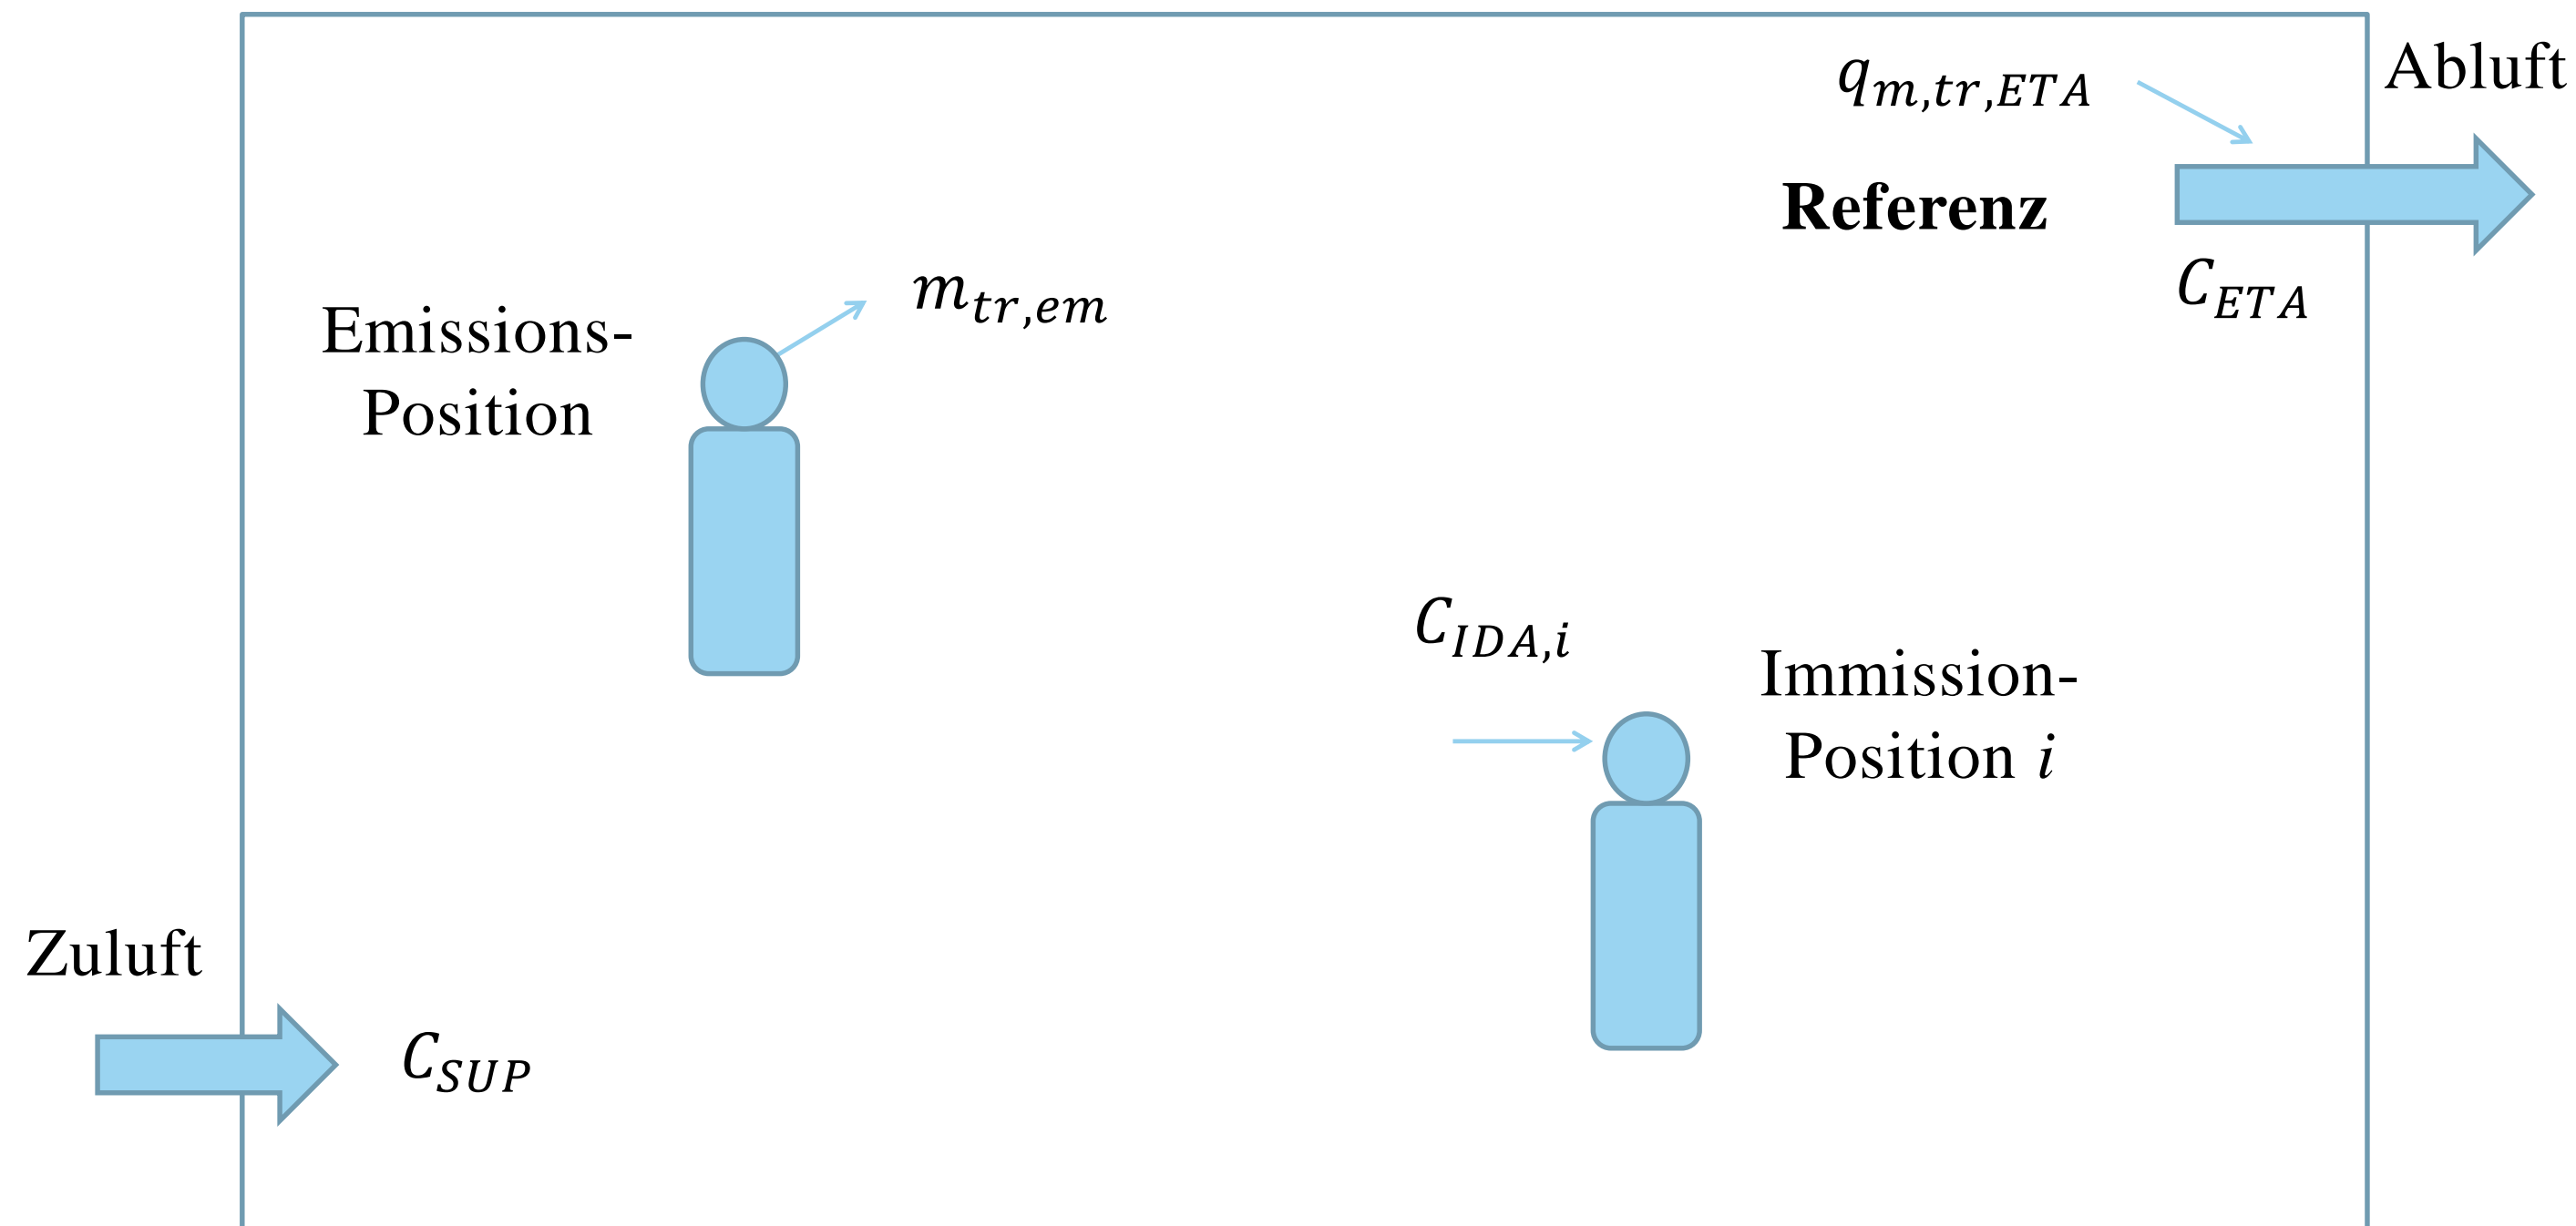 Abluft
q_{m,tr,ETA}
Referenz
C_{ETA}
m_{tr,em}
Emissions-
Position
C_{IDA,i}
Immission-
Position i
Zuluft
C_{SUP}